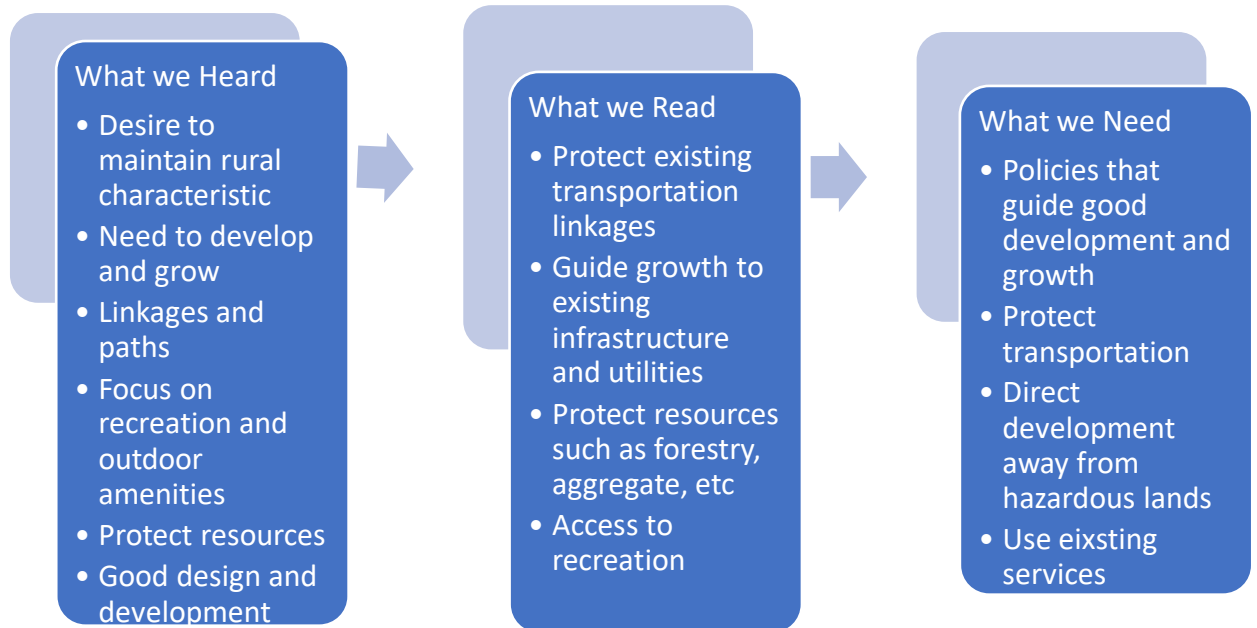 What we Heard
• Desire to
maintain rural
characteristic
• Need to develop
and grow
• Linkages and
paths
• Focus on
recreation and
outdoor
amenities
• Protect resources
• Good design and
development
What we Read
• Protect existing
transportation
linkages
• Guide growth to
existing
infrastructure
and utilities
• Protect resources
such as forestry,
aggregate, etc
• Access to
recreation
What we Need
• Policies that
guide good
development and
growth
• Protect
transportation
• Direct
development
away from
hazardous lands
• Use eixsting
services